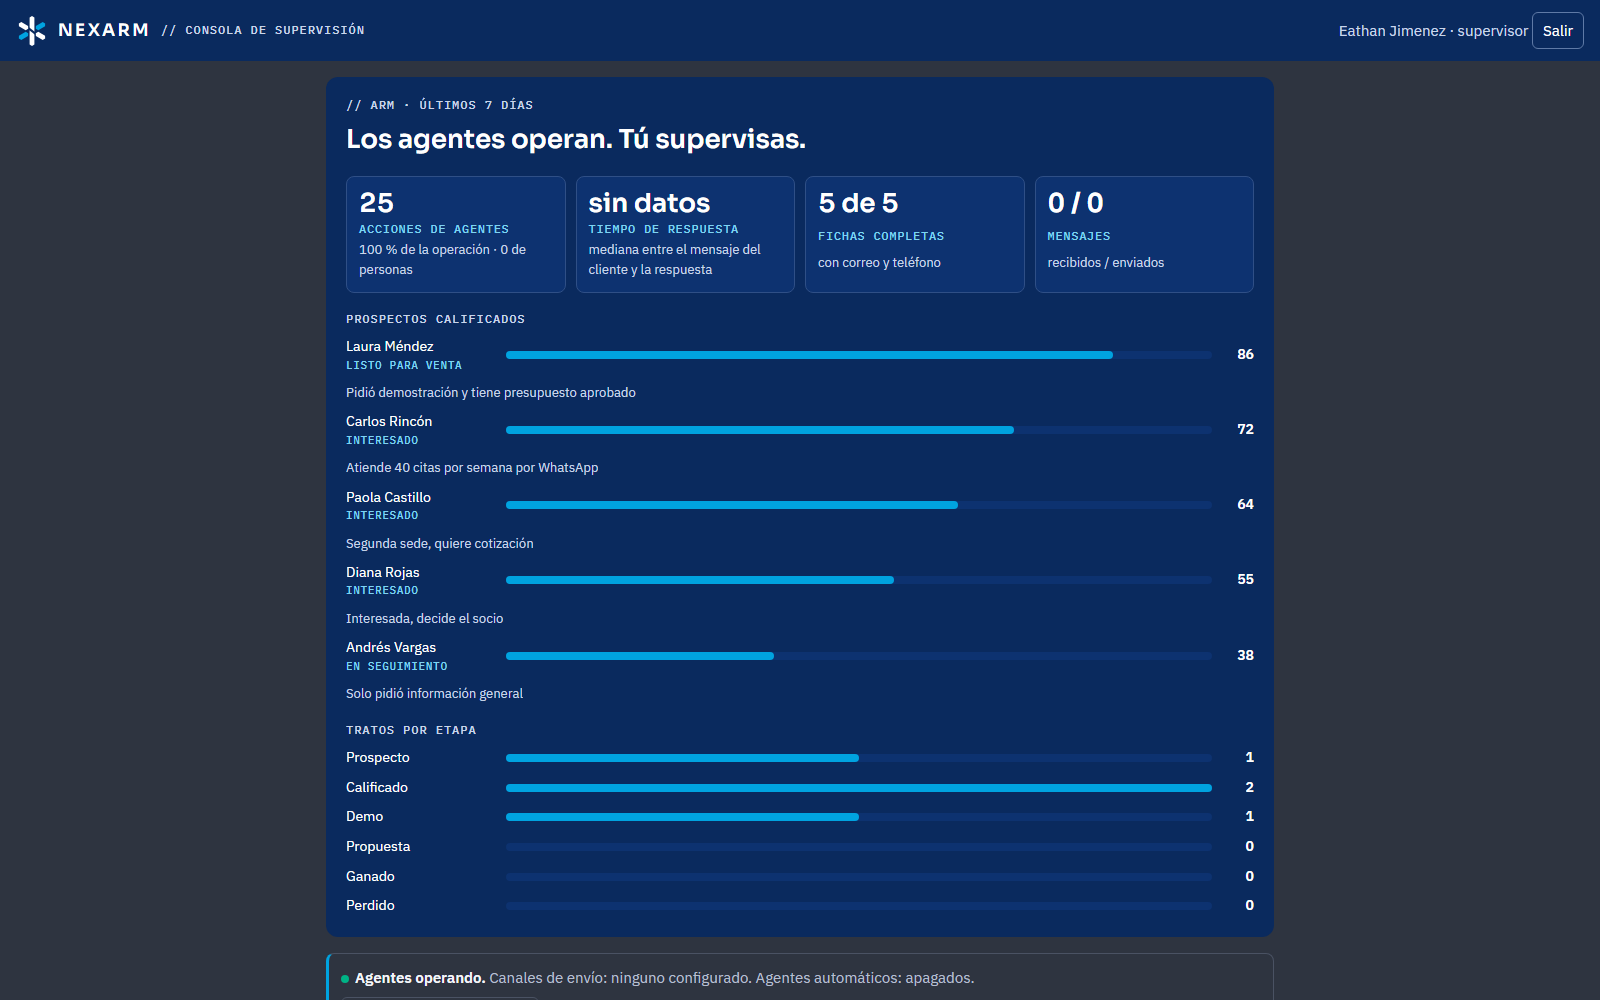 NEXARM // CONSOLA DE SUPERVISIÓN
Eathan Jimenez · supervisor Salir
// ARM · ÚLTIMOS 7 DÍAS
Los agentes operan. Tú supervisas.
25
ACCIONES DE AGENTES
100 % de la operación · 0 de
personas
sin datos
TIEMPO DE RESPUESTA
mediana entre el mensaje del
cliente y la respuesta
5 de 5
FICHAS COMPLETAS
con correo y teléfono
0 / 0
MENSAJES
recibidos / enviados
PROSPECTOS CALIFICADOS
Laura Méndez
LISTO PARA VENTA
86
Pidió demostración y tiene presupuesto aprobado
Carlos Rincón
INTERESADO
72
Atiende 40 citas por semana por WhatsApp
Paola Castillo
INTERESADO
64
Segunda sede, quiere cotización
Diana Rojas
INTERESADO
55
Interesada, decide el socio
Andrés Vargas
EN SEGUIMIENTO
38
Solo pidió información general
TRATOS POR ETAPA
Prospecto 1
Calificado 2
Demo 1
Propuesta 0
Ganado 0
Perdido 0
Agentes operando. Canales de envío: ninguno configurado. Agentes automáticos: apagados.